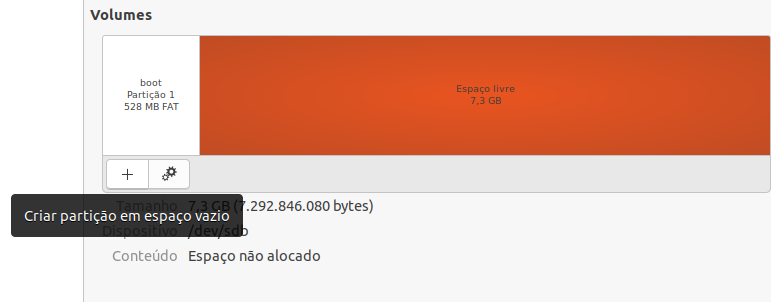 Volumes
boot
Partição 1
528 MB FAT
Espaço livre
7,3 GB
Tamanho 7,3 GB (7.292.846.080 bytes)
Criar partição em espaço vazio
Dispositivo /dev/sdb
Conteúdo Espaço não alocado